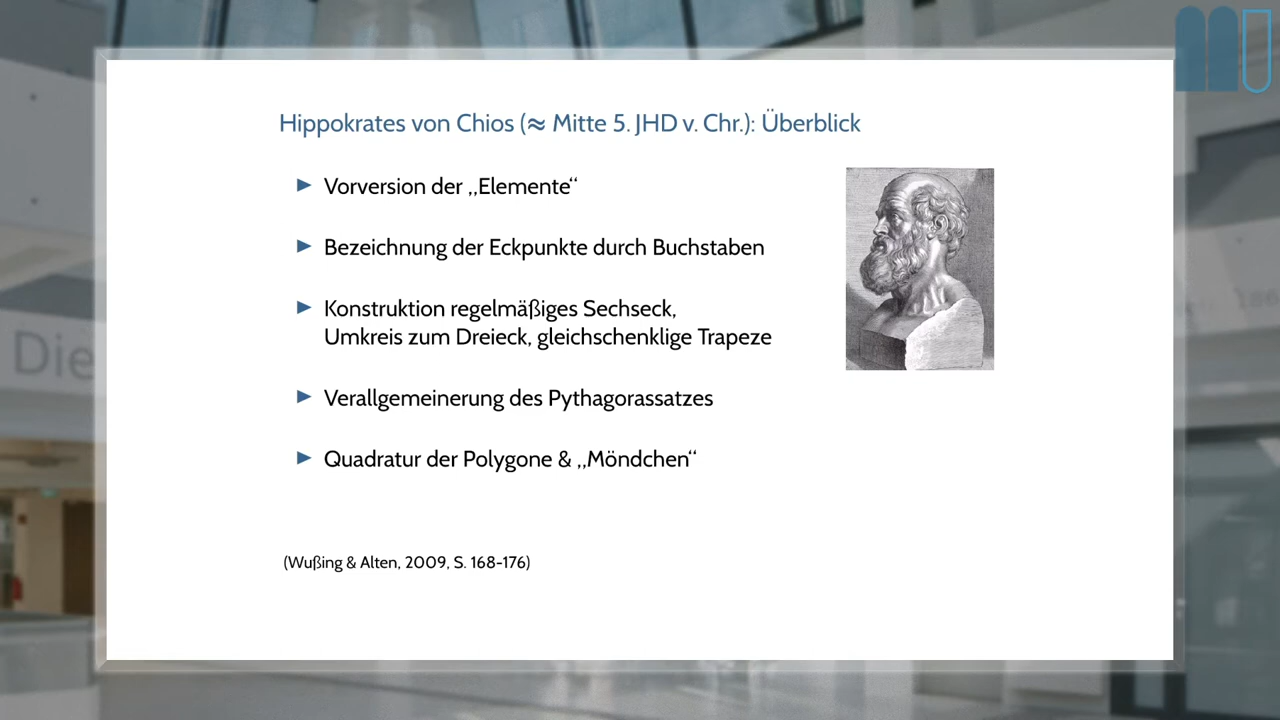 Hippokrates von Chios (≈ Mitte 5. JHD v. Chr.): Überblick
► Vorversion der ,,Elemente“
► Bezeichnung der Eckpunkte durch Buchstaben
► Konstruktion regelmäßiges Sechseck,
Umkreis zum Dreieck, gleichschenklige Trapeze
► Verallgemeinerung des Pythagorassatzes
► Quadratur der Polygone & ,,Möndchen“
(Wußing & Alten, 2009, S. 168-176)
Die